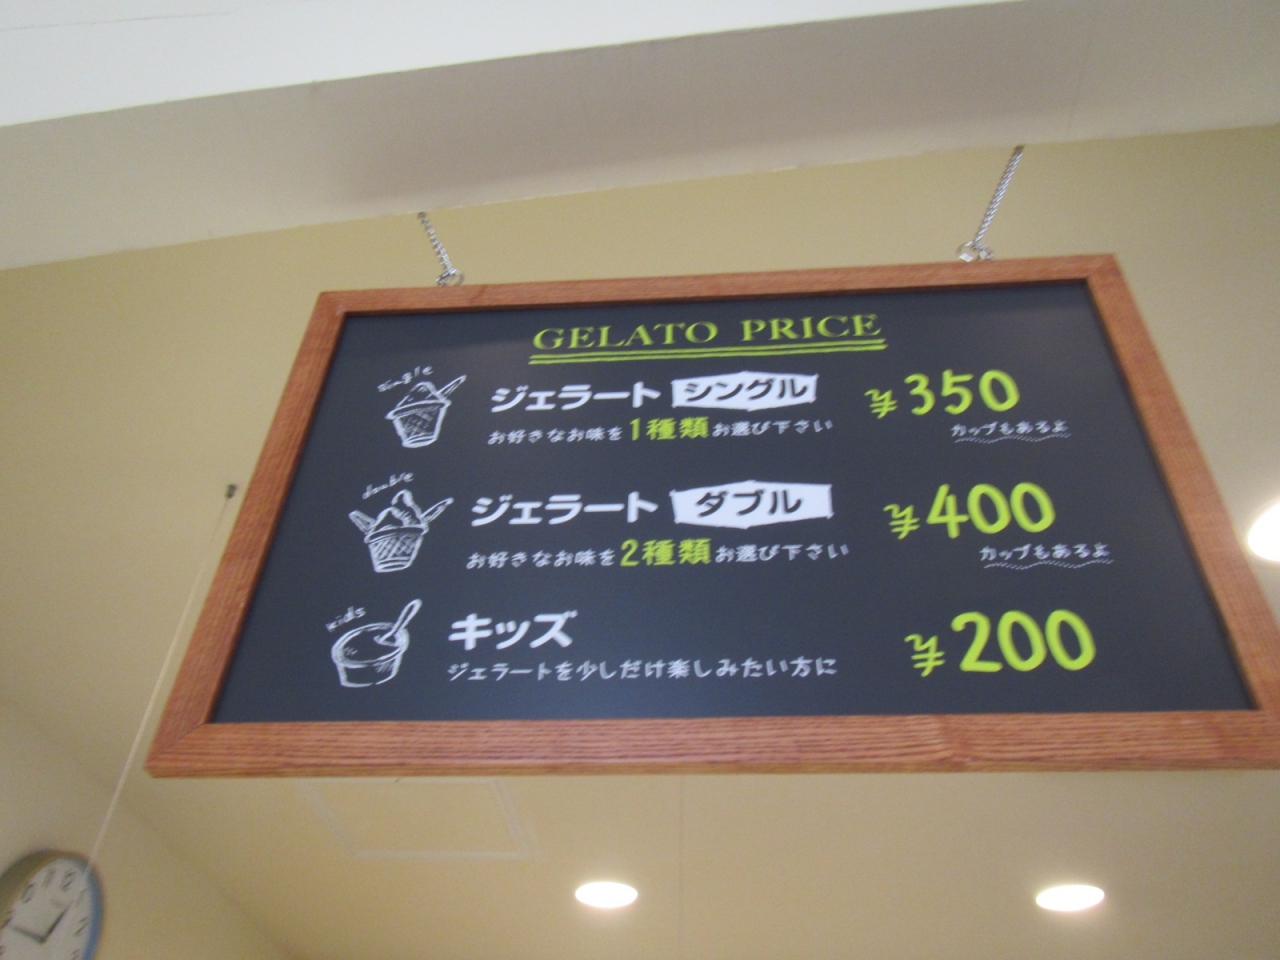 GELATO PRICE
single
ジェラート シングル ¥350
お好きなお味を1種類お選び下さい
カップもあるよ
double
ジェラート ダブル ¥400
お好きなお味を2種類お選び下さい
カップもあるよ
kids
キッズ ¥200
ジェラートを少しだけ楽しみたい方に